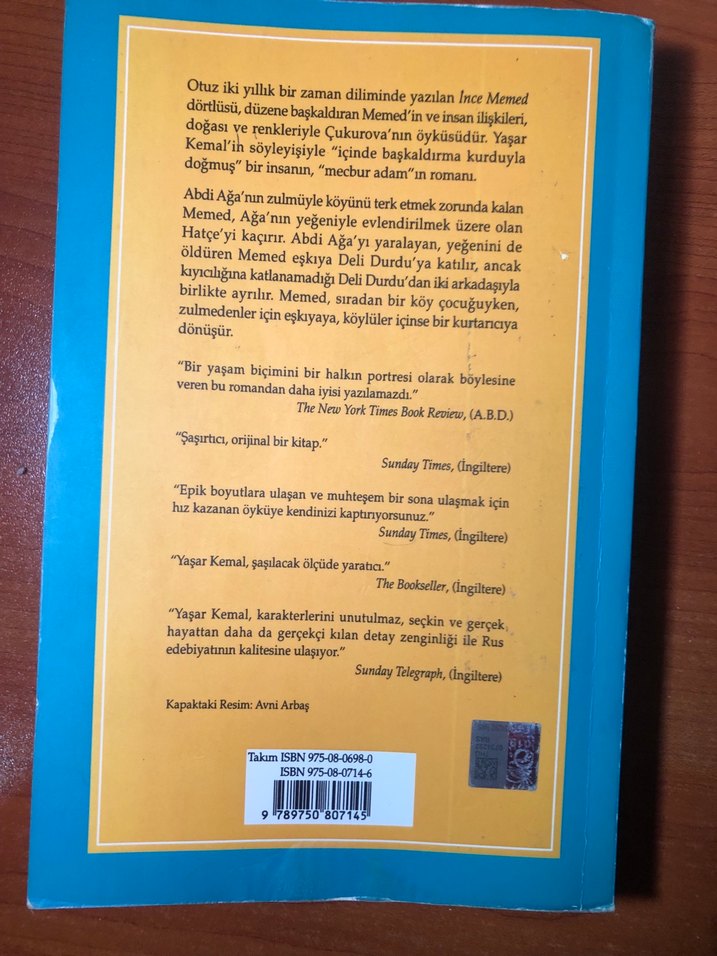 Otuz iki yıllık bir zaman diliminde yazılan İnce Memed
dörtlüsü, düzene başkaldıran Memed'in ve insan ilişkileri,
doğası ve renkleriyle Çukurova'nın öyküsüdür. Yaşar
Kemal'in söyleyişiyle "içinde başkaldırma kurduyla
doğmuş" bir insanın, "mecbur adam"ın romanı.
Abdi Ağa'nın zulmüyle köyünü terk etmek zorunda kalan
Memed, Ağa'nın yeğeniyle evlendirilmek üzere olan
Hatçe'yi kaçırır. Abdi Ağa'yı yaralayan, yeğenini de
öldüren Memed eşkıya Deli Durdu'ya katılır, ancak
kıyıcılığına katlanamadığı Deli Durdu'dan iki arkadaşıyla
birlikte ayrılır. Memed, sıradan bir köy çocuğuyken,
zulmedenler için eşkıyaya, köylüler içinse bir kurtarıcıya
dönüşür.
"Bir yaşam biçimini bir halkın portresi olarak böylesine
veren bu romandan daha iyisi yazılamazdı."
The New York Times Book Review, (A.B.D.)
"Şaşırtıcı, orijinal bir kitap."
Sunday Times, (İngiltere)
"Epik boyutlara ulaşan ve muhteşem bir sona ulaşmak için
hız kazanan öyküye kendinizi kaptırıyorsunuz."
Sunday Times, (İngiltere)
"Yaşar Kemal, şaşılacak ölçüde yaratıcı."
The Bookseller, (İngiltere)
"Yaşar Kemal, karakterlerini unutulmaz, seçkin ve gerçek
hayattan daha da gerçekçi kılan detay zenginliği ile Rus
edebiyatının kalitesine ulaşıyor."
Sunday Telegraph, (İngiltere)
Kapaktaki Resim: Avni Arbaş
Takım ISBN 975-08-0698-0
ISBN 975-08-0714-6
9 789750 807145